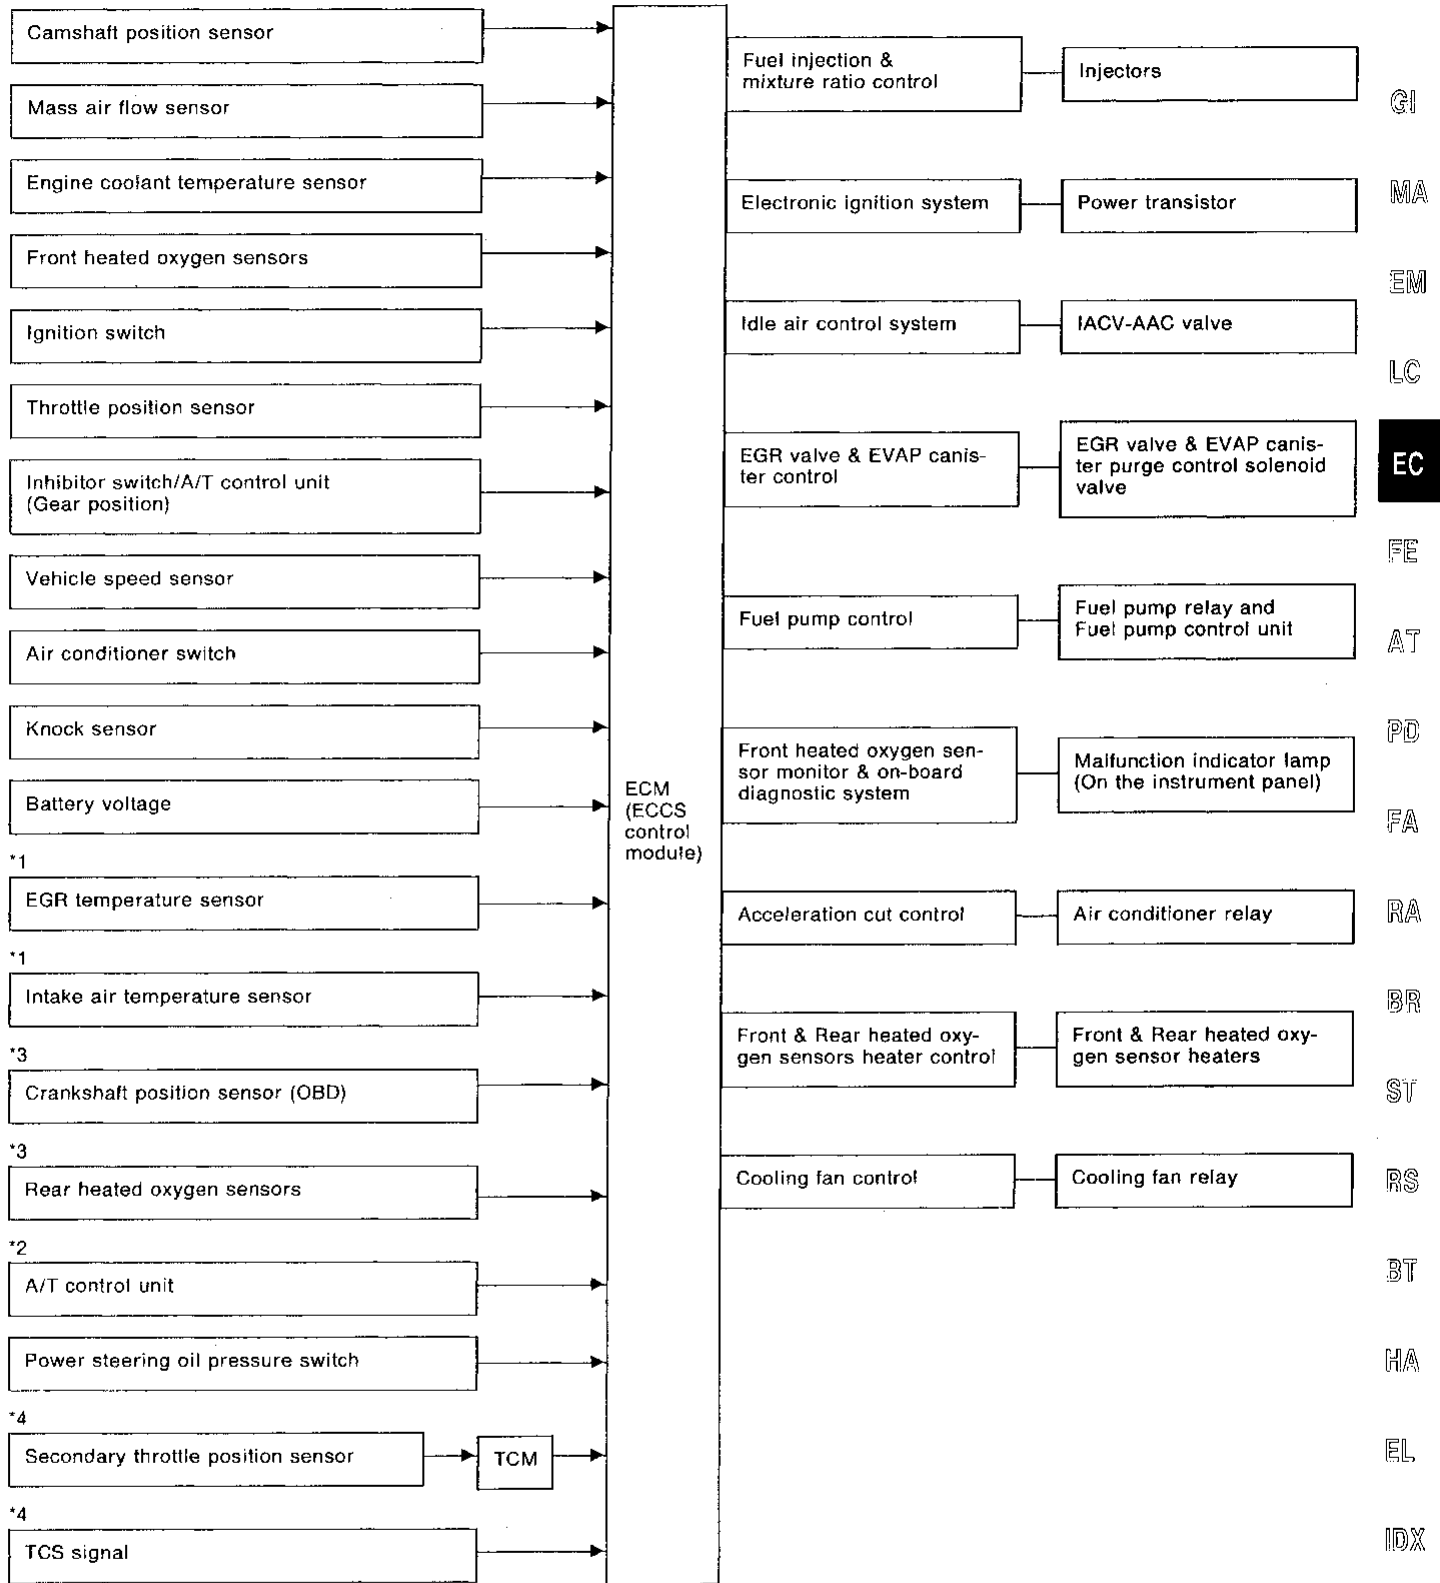 Camshaft position sensor
Mass air flow sensor
Engine coolant temperature sensor
Front heated oxygen sensors
Ignition switch
Throttle position sensor
Inhibitor switch/A/T control unit
(Gear position)
Vehicle speed sensor
Air conditioner switch
Knock sensor
Battery voltage
*1
EGR temperature sensor
*1
Intake air temperature sensor
*3
Crankshaft position sensor (OBD)
*3
Rear heated oxygen sensors
*2
A/T control unit
Power steering oil pressure switch
*4
Secondary throttle position sensor
TCM
*4
TCS signal
ECM
(ECCS
control
module)
Fuel injection &
mixture ratio control
Injectors
Electronic ignition system
Power transistor
Idle air control system
IACV-AAC valve
EGR valve & EVAP canis-
ter control
EGR valve & EVAP canis-
ter purge control solenoid
valve
Fuel pump control
Fuel pump relay and
Fuel pump control unit
Front heated oxygen sen-
sor monitor & on-board
diagnostic system
Malfunction indicator lamp
(On the instrument panel)
Acceleration cut control
Air conditioner relay
Front & Rear heated oxy-
gen sensors heater control
Front & Rear heated oxy-
gen sensor heaters
Cooling fan control
Cooling fan relay
GI
MA
EM
LC
EC
FE
AT
PD
FA
RA
BR
ST
RS
BT
HA
EL
IDX